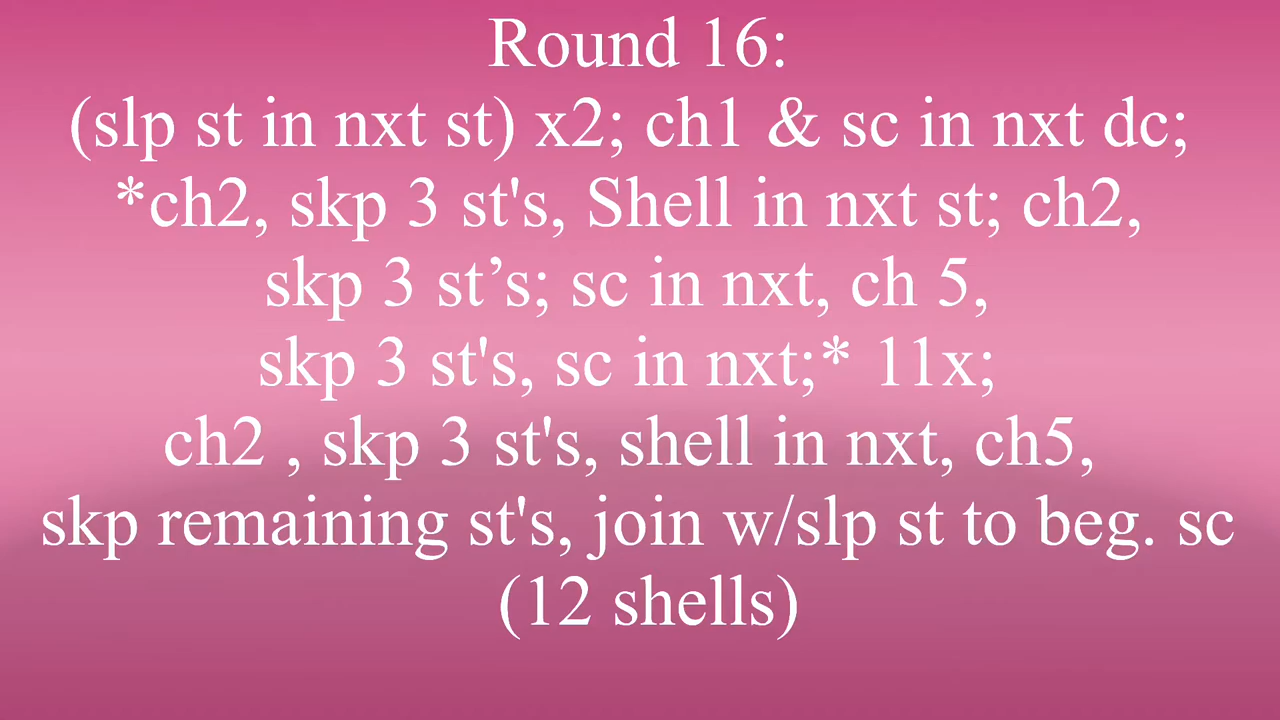 Round 16:
(slp st in nxt st) x2; ch1 & sc in nxt dc;
*ch2, skp 3 st's, Shell in nxt st; ch2,
skp 3 st’s; sc in nxt, ch 5,
skp 3 st's, sc in nxt;* 11x;
ch2 , skp 3 st's, shell in nxt, ch5,
skp remaining st's, join w/slp st to beg. sc
(12 shells)